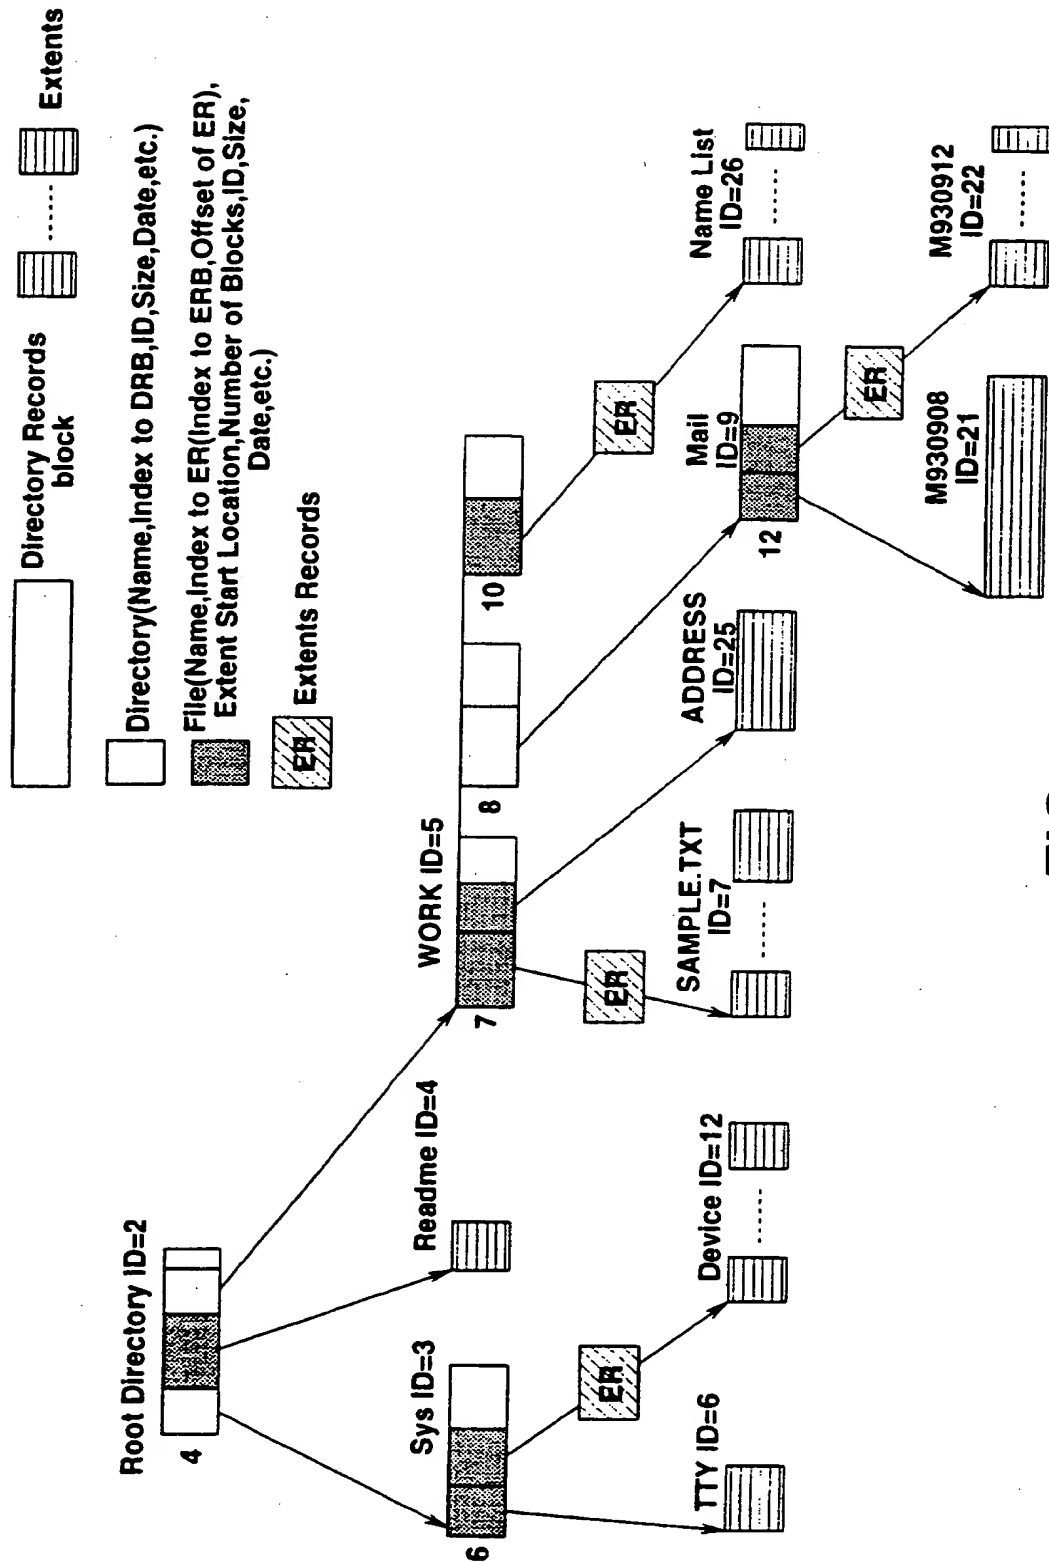 Directory Records
block
Extents
Directory(Name,Index to DRB,ID,Size,Date,etc.)
File(Name,Index to ER(Index to ERB,Offset of ER),
Extent Start Location,Number of Blocks,ID,Size,
Date,etc.)
ER
Extents Records
Root Directory ID=2
4
Sys ID=3
6
Readme ID=4
WORK ID=5
7
8
10
ER
ER
ER
TTY ID=6
Device ID=12
SAMPLE.TXT
ID=7
ADDRESS
ID=25
Mail
ID=9
12
Name List
ID=26
ER
M930908
ID=21
M930912
ID=22